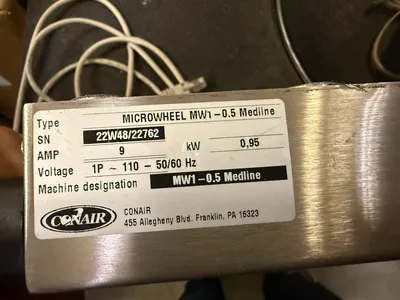 Type MICROWHEEL MW1-0.5 Medline
SN 22W48/22762
AMP 9 kW 0,95
Voltage 1P ~ 110 - 50/60 Hz
Machine designation MW1-0.5 Medline
CONAIR
CONAIR
455 Allegheny Blvd. Franklin, PA 16323